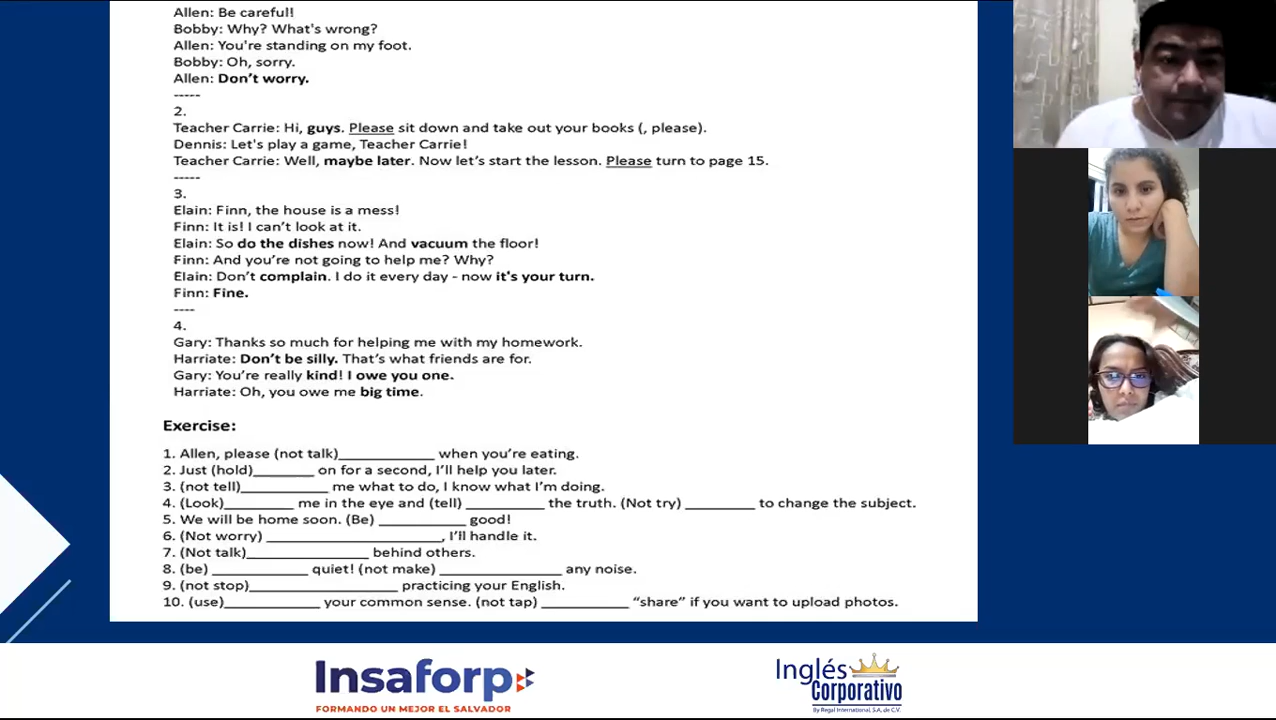 Allen: Be careful!
Bobby: Why? What's wrong?
Allen: You're standing on my foot.
Bobby: Oh, sorry.
Allen: Don't worry.
-----
2.
Teacher Carrie: Hi, guys. Please sit down and take out your books (, please).
Dennis: Let's play a game, Teacher Carrie!
Teacher Carrie: Well, maybe later. Now let's start the lesson. Please turn to page 15.
-----
3.
Elain: Finn, the house is a mess!
Finn: It is! I can't look at it.
Elain: So do the dishes now! And vacuum the floor!
Finn: And you're not going to help me? Why?
Elain: Don't complain. I do it every day - now it's your turn.
Finn: Fine.
----
4.
Gary: Thanks so much for helping me with my homework.
Harriate: Don't be silly. That's what friends are for.
Gary: You're really kind! I owe you one.
Harriate: Oh, you owe me big time.
Exercise:
1. Allen, please (not talk)_____________ when you're eating.
2. Just (hold)________ on for a second, I'll help you later.
3. (not tell)____________ me what to do, I know what I'm doing.
4. (Look)_________ me in the eye and (tell) __________ the truth. (Not try) _________ to change the subject.
5. We will be home soon. (Be) ___________ good!
6. (Not worry) ______________________, I'll handle it.
7. (Not talk)________________ behind others.
8. (be) ____________ quiet! (not make) ________________ any noise.
9. (not stop)___________________ practicing your English.
10. (use)____________ your common sense. (not tap) ___________ “share” if you want to upload photos.
Insaforp
FORMANDO UN MEJOR EL SALVADOR
Inglés
Corporativo
By Regal International, S.A. de C.V.